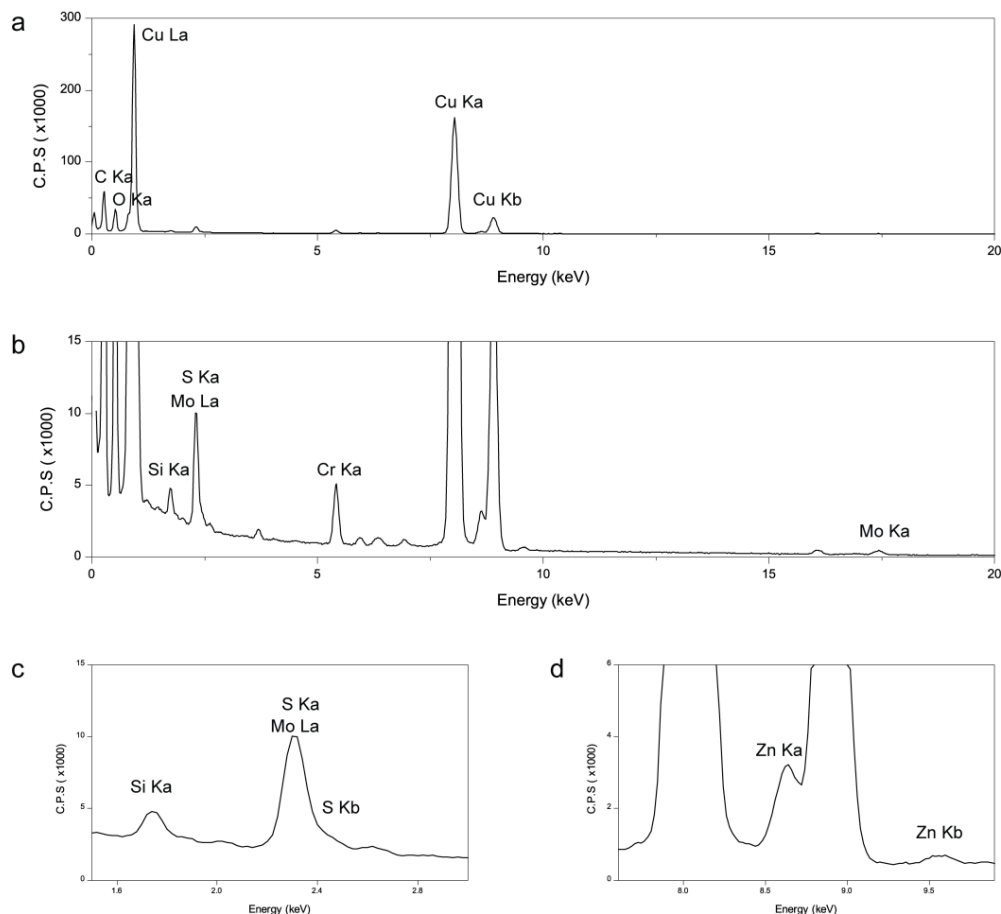 a
300
200
100
0
C.P.S ( x1000)
Cu La
C Ka
O Ka
Cu Ka
Cu Kb
0
5
10
15
20
Energy (keV)
b
15
10
5
0
C.P.S ( x1000)
S Ka
Mo La
Si Ka
Cr Ka
Mo Ka
0
5
10
15
20
Energy (keV)
c
15
10
5
0
C.P.S ( x1000)
S Ka
Mo La
Si Ka
S Kb
1.6
2.0
2.4
2.8
Energy (keV)
d
6
4
2
0
C.P.S ( x1000)
Zn Ka
Zn Kb
8.0
8.5
9.0
9.5
Energy (keV)